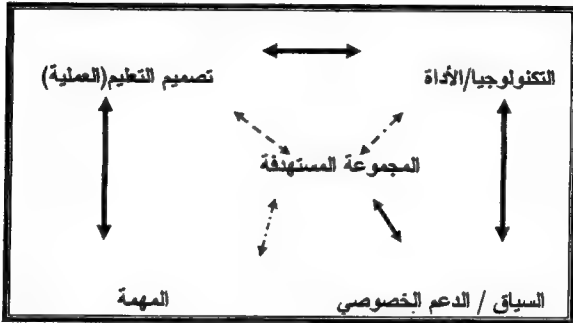 التكنولوجيا/الأداة
تصميم التعليم(العملية)
المجموعة المستهدفة
السياق / الدعم الخصوصي
المهمة